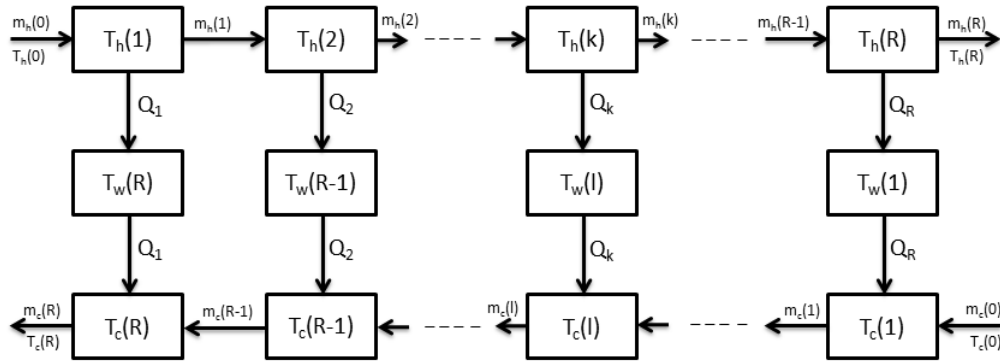 m_h(0)
T_h(0)
T_h(1)
m_h(1)
T_h(2)
m_h(2)
T_h(k)
m_h(k)
m_h(R-1)
T_h(R)
m_h(R)
T_h(R)
Q_1
Q_2
Q_k
Q_R
T_w(R)
T_w(R-1)
T_w(l)
T_w(1)
Q_1
Q_2
Q_k
Q_R
m_c(R)
T_c(R)
T_c(R)
m_c(R-1)
T_c(R-1)
m_c(l)
T_c(l)
m_c(1)
T_c(1)
m_c(0)
T_c(0)